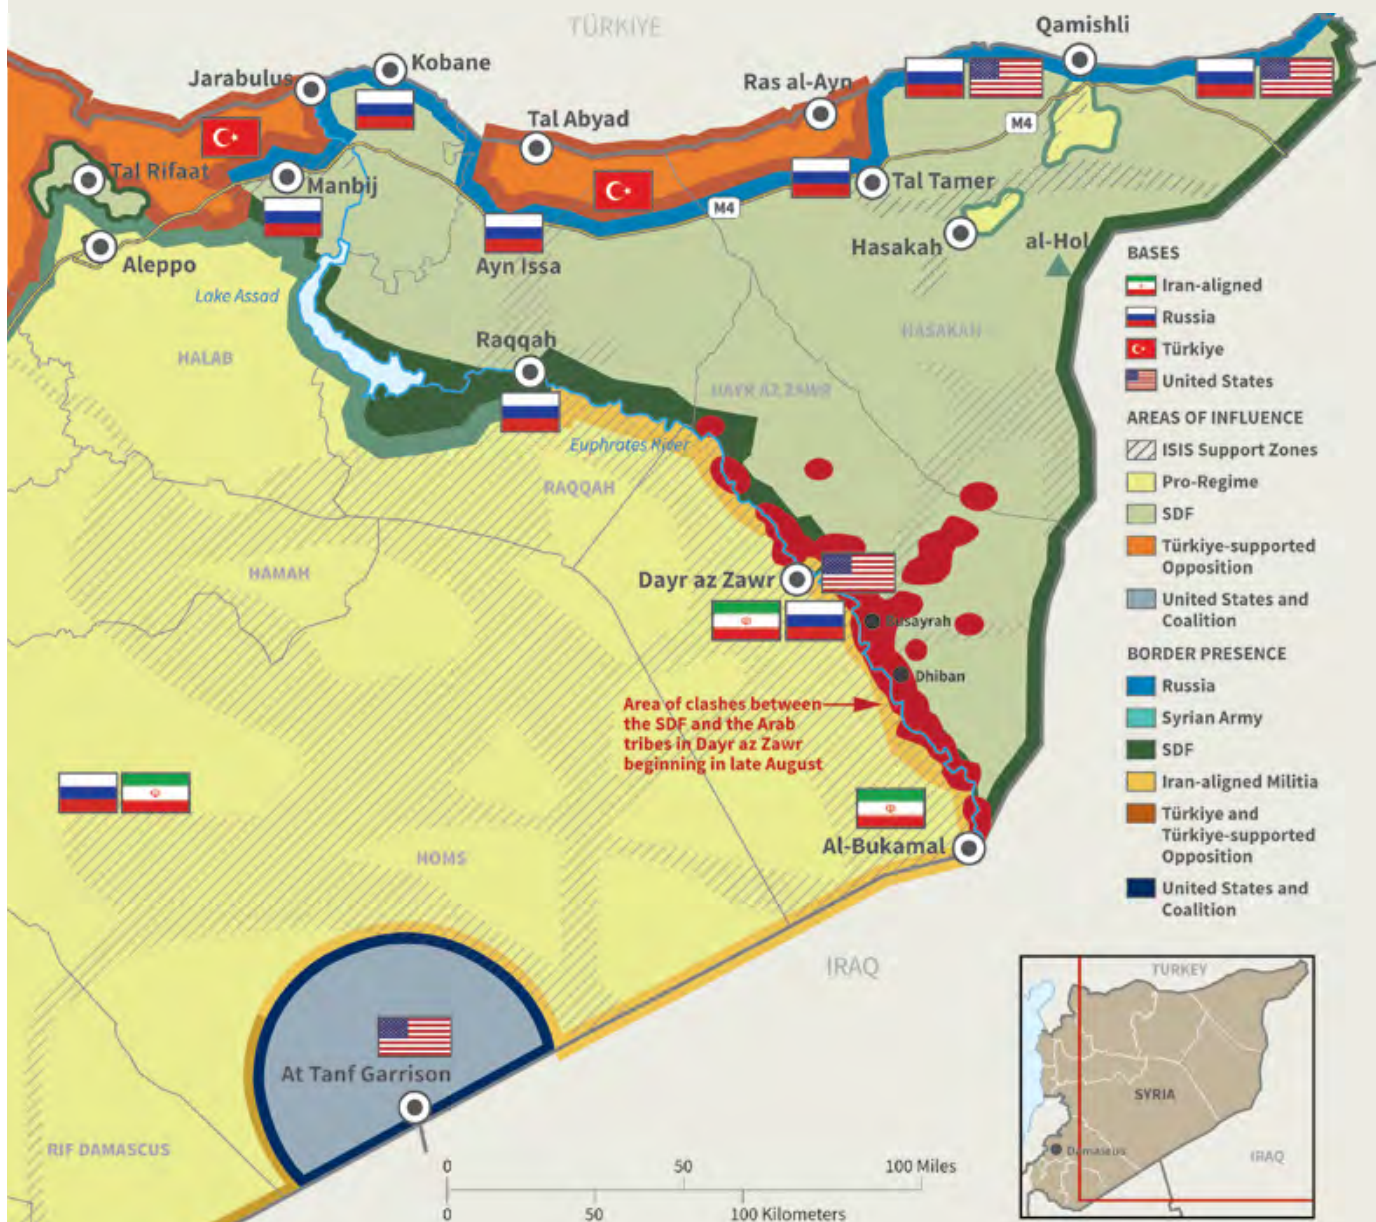 TÜRKIYE
Qamishli
Kobane
Jarabulus
Ras al-Ayn
Tal Abyad
M4
Tal Rifaat
Manbij
Tal Tamer
M4
Hasakah
al-Hol
Aleppo
Ayn Issa
Lake Assad
HASAKAH
Raqqah
HALAB
DAYR AZ ZAWR
Euphrates River
RAQQAH
HAMAH
Dayr az Zawr
Busayrah
Dhiban
Area of clashes between
the SDF and the Arab
tribes in Dayr az Zawr
beginning in late August
Al-Bukamal
HOMS
IRAQ
At Tanf Garrison
RIF DAMASCUS
BASES
Iran-aligned
Russia
Türkiye
United States
AREAS OF INFLUENCE
ISIS Support Zones
Pro-Regime
SDF
Türkiye-supported
Opposition
United States and
Coalition
BORDER PRESENCE
Russia
Syrian Army
SDF
Iran-aligned Militia
Türkiye and
Türkiye-supported
Opposition
United States and
Coalition
TURKEY
SYRIA
Damascus
IRAQ
0 50 100 Miles
0 50 100 Kilometers